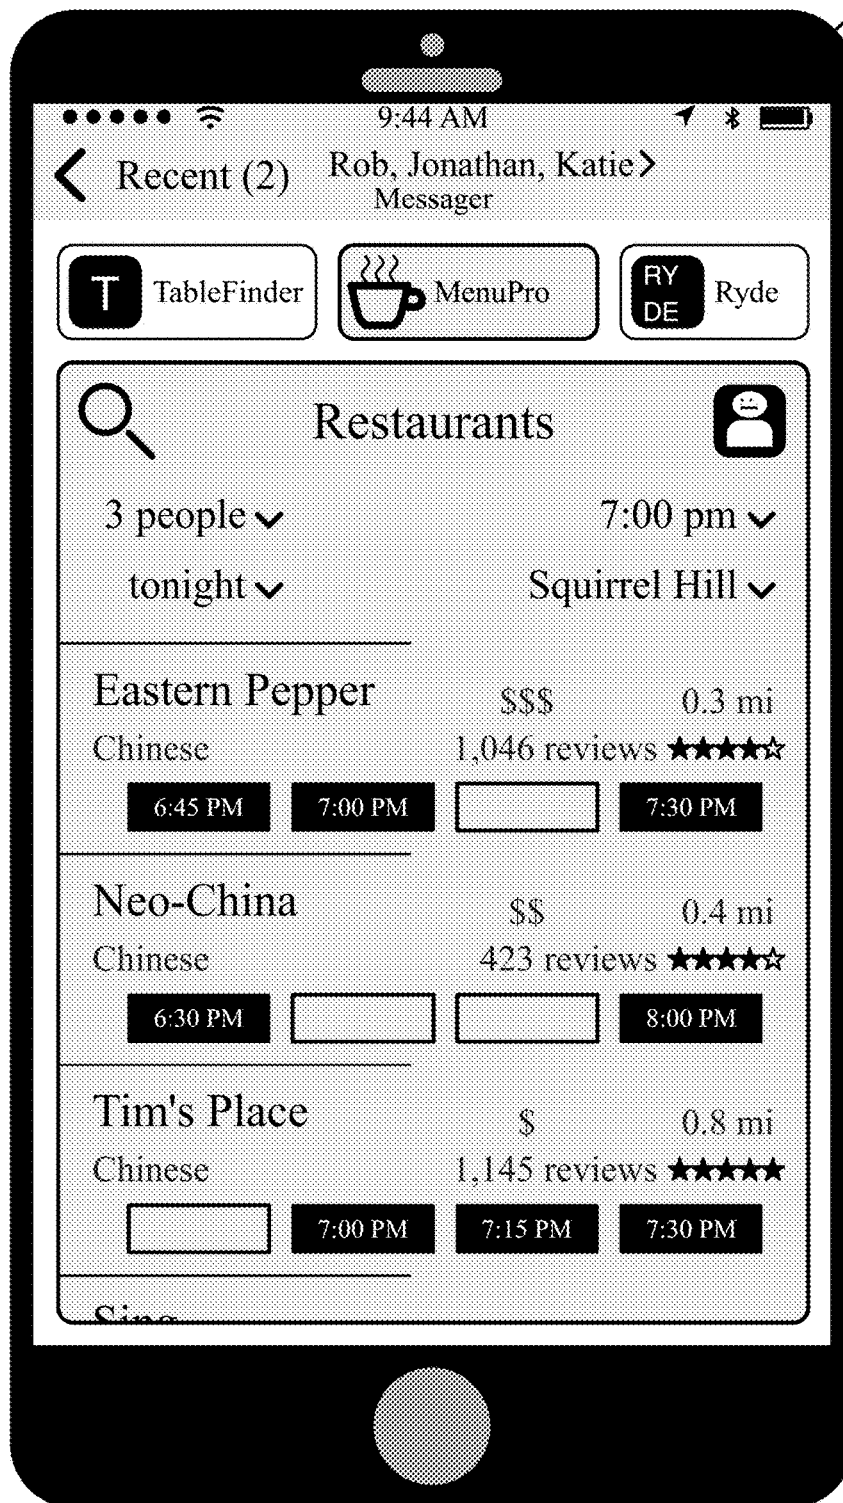 9:44 AM
Recent (2) Rob, Jonathan, Katie
Messager
T TableFinder MenuPro RY DE Ryde
Restaurants
3 people 7:00 pm
tonight Squirrel Hill
Eastern Pepper $$$ 0.3 mi
Chinese 1,046 reviews ★★★★☆
6:45 PM 7:00 PM 7:30 PM
Neo-China $$ 0.4 mi
Chinese 423 reviews ★★★★☆
6:30 PM 8:00 PM
Tim's Place $ 0.8 mi
Chinese 1,145 reviews ★★★★★
7:00 PM 7:15 PM 7:30 PM
Sing